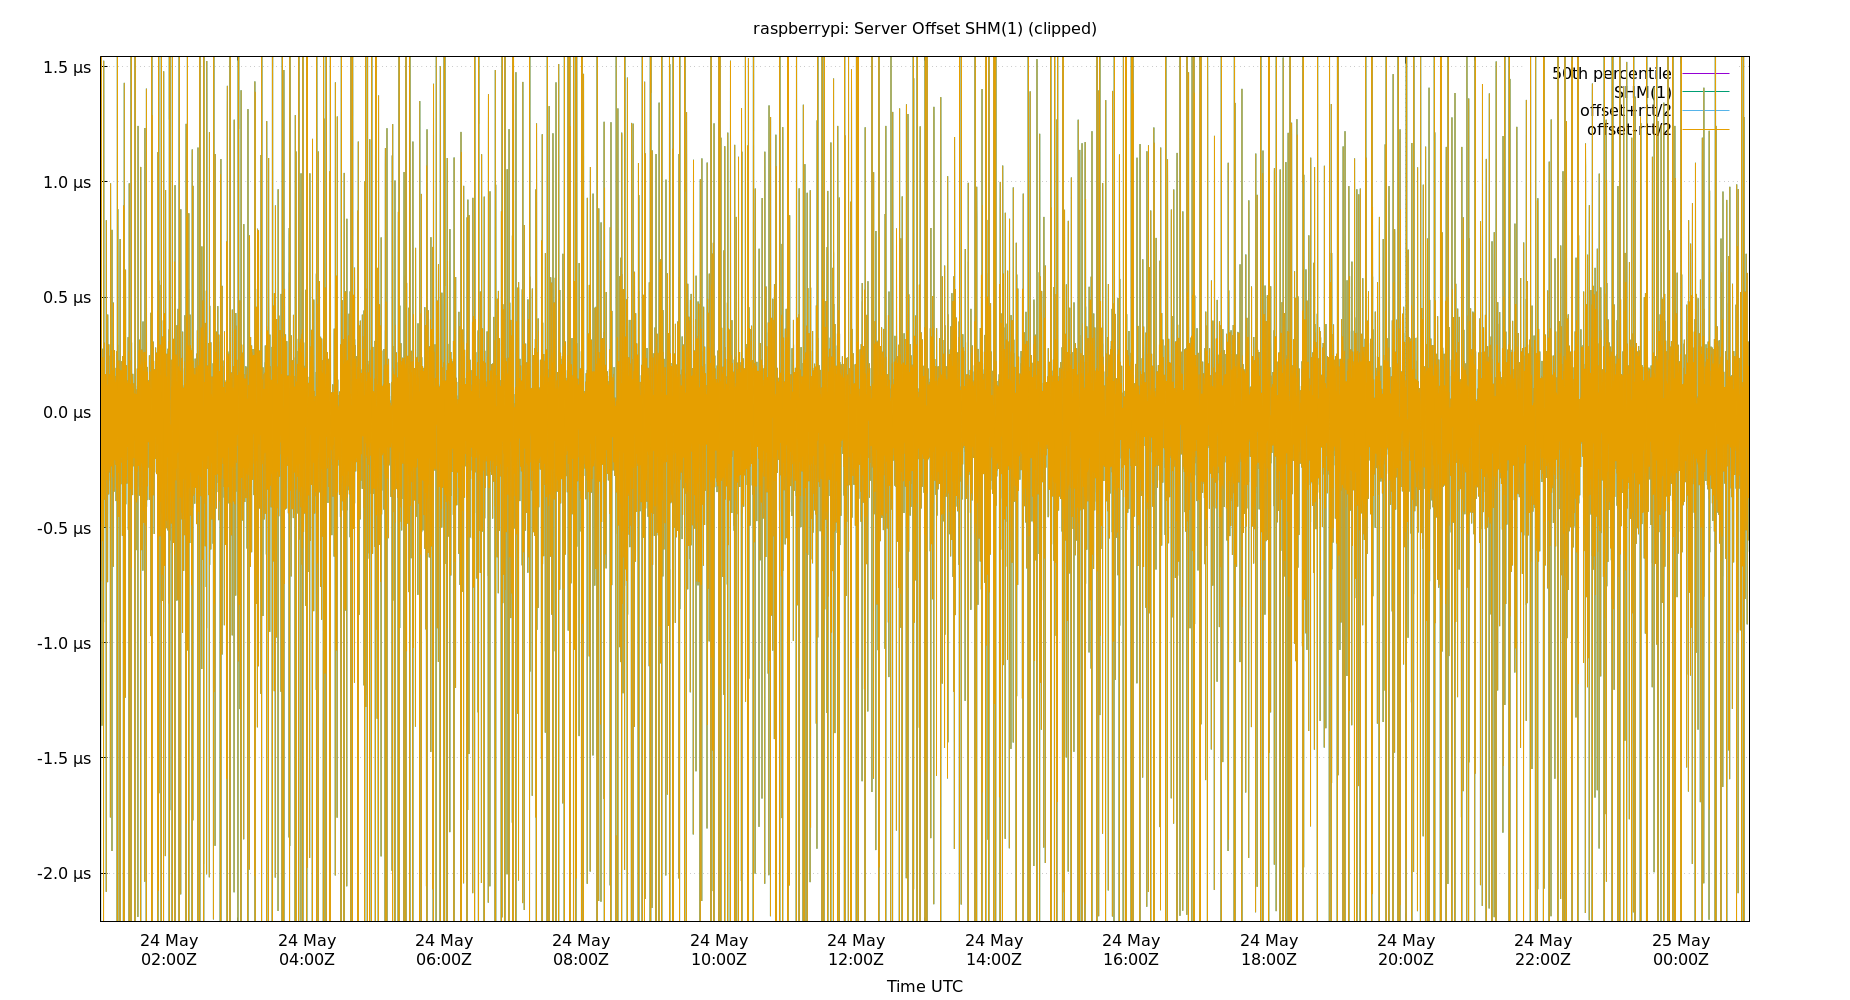 raspberrypi: Server Offset SHM(1) (clipped)
1.5 µs
1.0 µs
0.5 µs
0.0 µs
-0.5 µs
-1.0 µs
-1.5 µs
-2.0 µs
50th percentile
SHM(1)
offset+rtt/2
offset-rtt/2
24 May 24 May 24 May 24 May 24 May 24 May 24 May 24 May 24 May 24 May 24 May 25 May
02:00Z 04:00Z 06:00Z 08:00Z 10:00Z 12:00Z 14:00Z 16:00Z 18:00Z 20:00Z 22:00Z 00:00Z
Time UTC